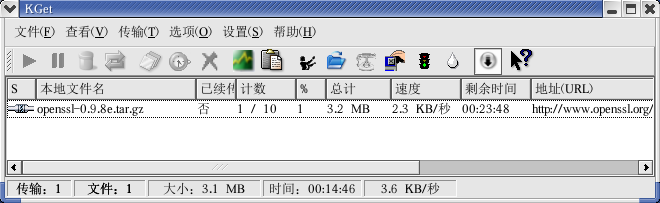 KGet
文件(F) 查看(V) 传输(T) 选项(O) 设置(S) 帮助(H)
S 本地文件名 已续传 计数 % 总计 速度 剩余时间 地址(URL)
openssl-0.9.8e.tar.gz 否 1 / 10 1 3.2 MB 2.3 KB/秒 00:23:48 http://www.openssl.org/
传输：1 文件：1 大小：3.1 MB 时间：00:14:46 3.6 KB/秒